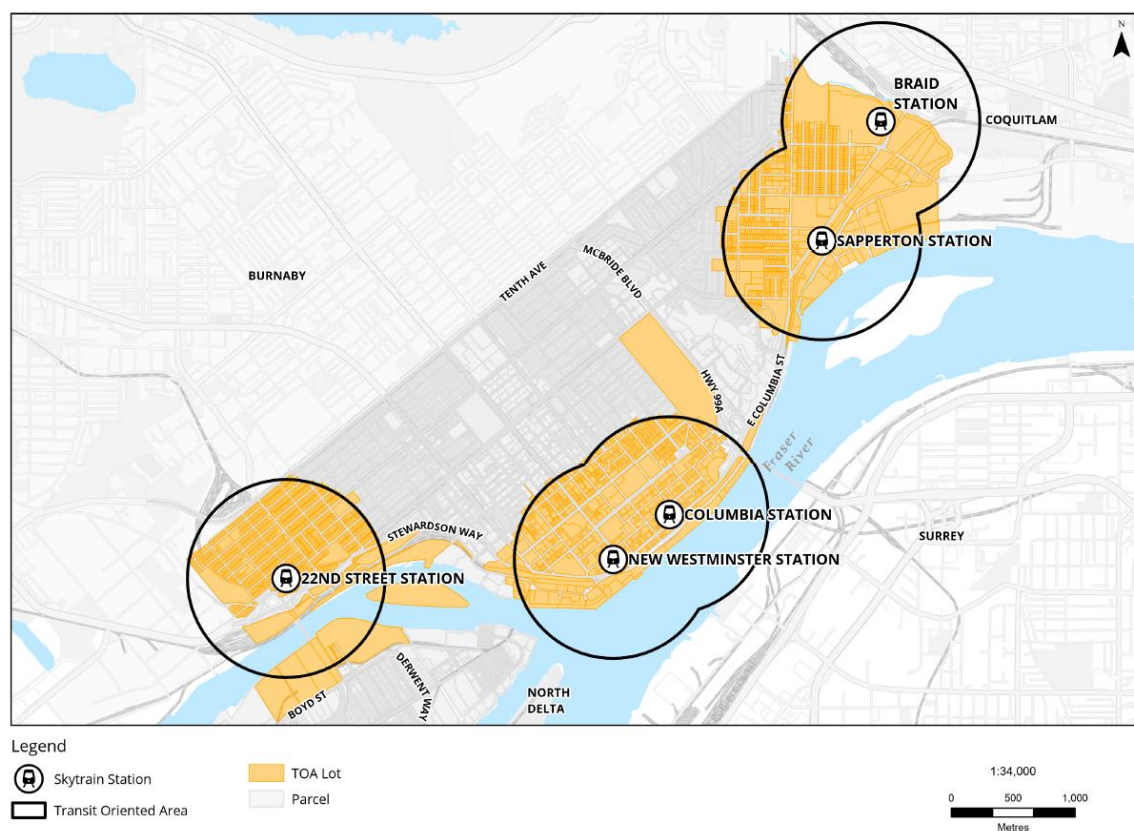 N
BRAID
STATION
COQUITLAM
SAPPERTON STATION
MCBRIDE BLVD
BURNABY
TENTH AVE
HWY 99A
E COLUMBIA ST
Fraser
River
COLUMBIA STATION
STEWARDSON WAY
SURREY
NEW WESTMINSTER STATION
22ND STREET STATION
DERWENT WAY
BOYD ST
NORTH
DELTA
Legend
Skytrain Station
Transit Oriented Area
TOA Lot
Parcel
1:34,000
0 500 1,000
Metres